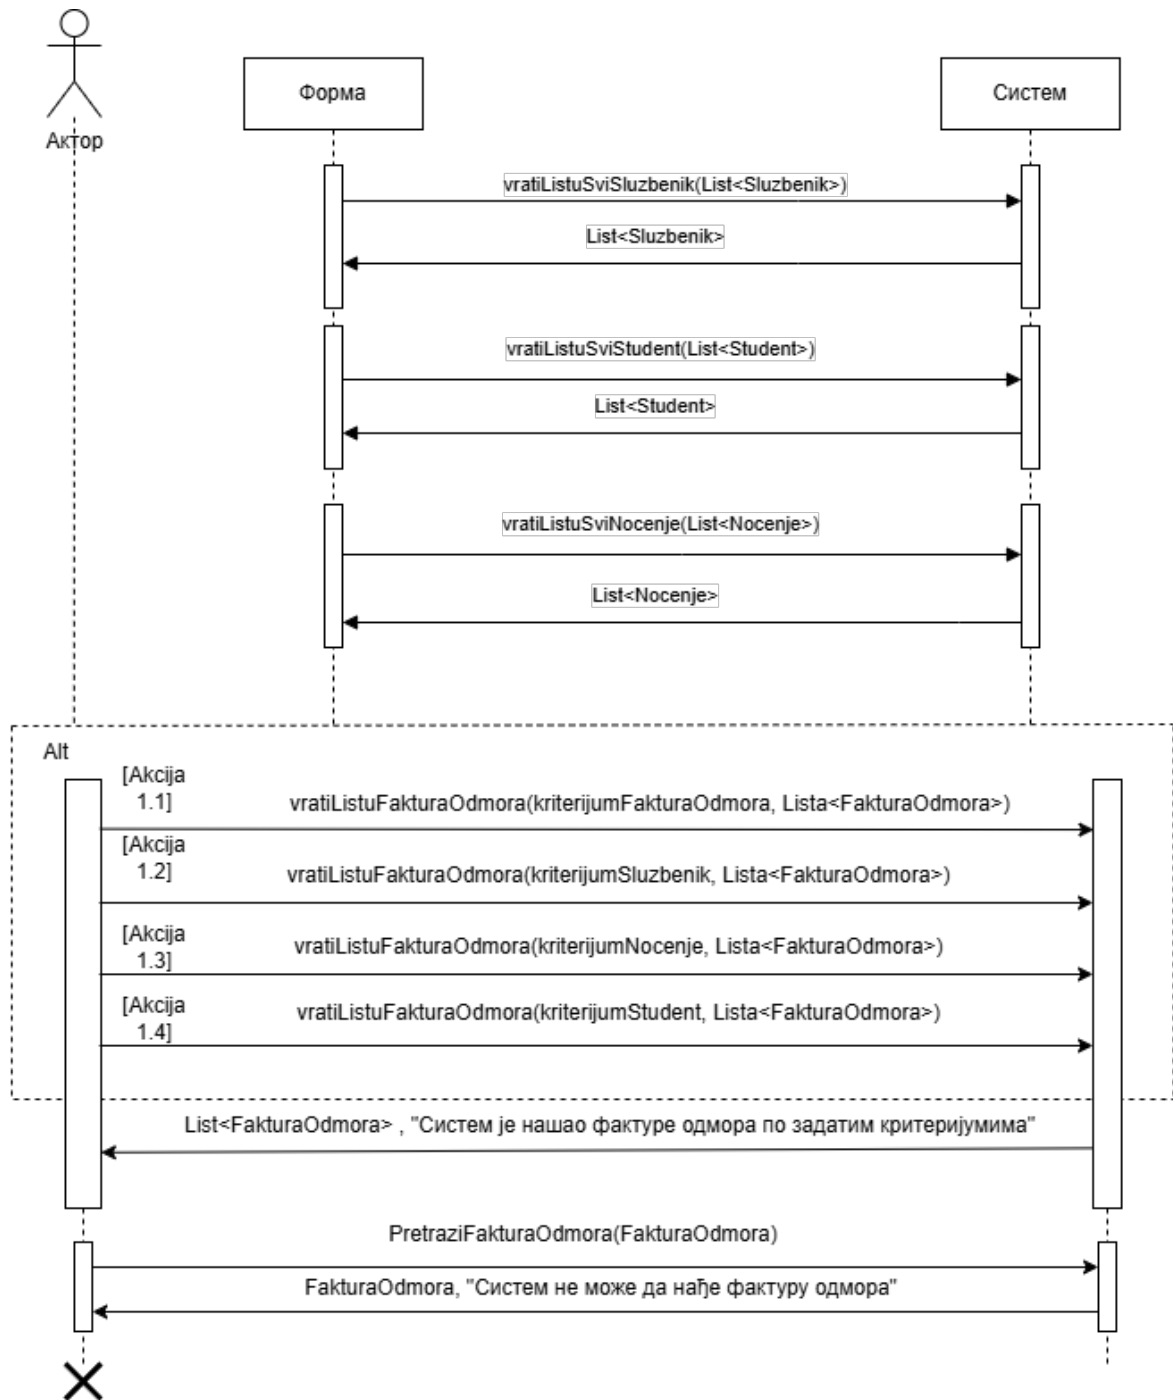 Актор
Форма
Систем
vratiListuSviSluzbenik(List<Sluzbenik>)
List<Sluzbenik>
vratiListuSviStudent(List<Student>)
List<Student>
vratiListuSviNocenje(List<Nocenje>)
List<Nocenje>
Alt
[Akcija
1.1]
vratiListuFakturaOdmora(kriterijumFakturaOdmora, Lista<FakturaOdmora>)
[Akcija
1.2]
vratiListuFakturaOdmora(kriterijumSluzbenik, Lista<FakturaOdmora>)
[Akcija
1.3]
vratiListuFakturaOdmora(kriterijumNocenje, Lista<FakturaOdmora>)
[Akcija
1.4]
vratiListuFakturaOdmora(kriterijumStudent, Lista<FakturaOdmora>)
List<FakturaOdmora> , "Систем је нашао фактуре одмора по задатим критеријумима"
PretraziFakturaOdmora(FakturaOdmora)
FakturaOdmora, "Систем не може да нађе фактуру одмора"